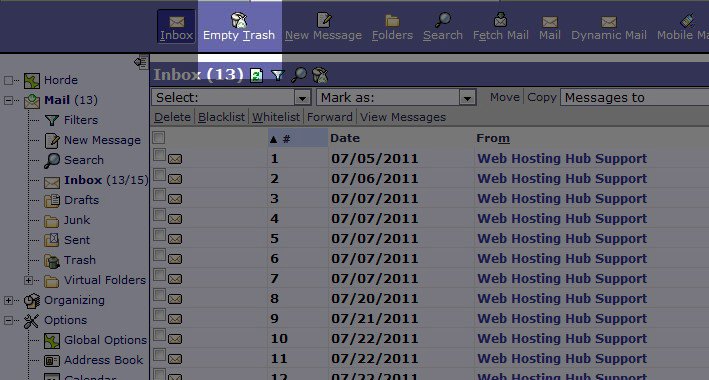 Inbox Empty Trash New Message Folders Search Fetch Mail Mail Dynamic Mail Mobile Ma
Inbox (13)
Select: Mark as: Move Copy Messages to
Delete Blacklist Whitelist Forward View Messages
# Date From
1 07/05/2011 Web Hosting Hub Support
2 07/06/2011 Web Hosting Hub Support
3 07/07/2011 Web Hosting Hub Support
4 07/07/2011 Web Hosting Hub Support
5 07/07/2011 Web Hosting Hub Support
6 07/07/2011 Web Hosting Hub Support
7 07/07/2011 Web Hosting Hub Support
8 07/20/2011 Web Hosting Hub Support
9 07/21/2011 Web Hosting Hub Support
10 07/22/2011 Web Hosting Hub Support
11 07/22/2011 Web Hosting Hub Support
12 07/22/2011 Web Hosting Hub Support
Horde
Mail (13)
Filters
New Message
Search
Inbox (13/15)
Drafts
Junk
Sent
Trash
Virtual Folders
Organizing
Options
Global Options
Address Book
Calendar